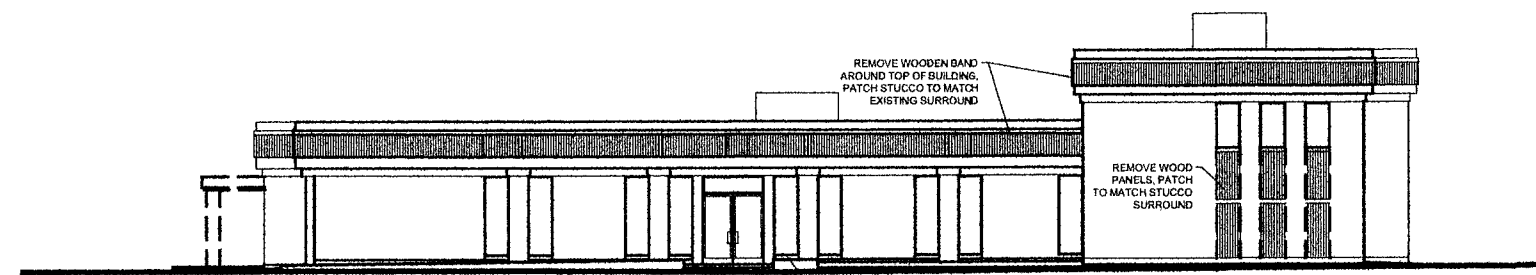 REMOVE WOODEN BAND
AROUND TOP OF BUILDING,
PATCH STUCCO TO MATCH
EXISTING SURROUND
REMOVE WOOD
PANELS, PATCH
TO MATCH STUCCO
SURROUND